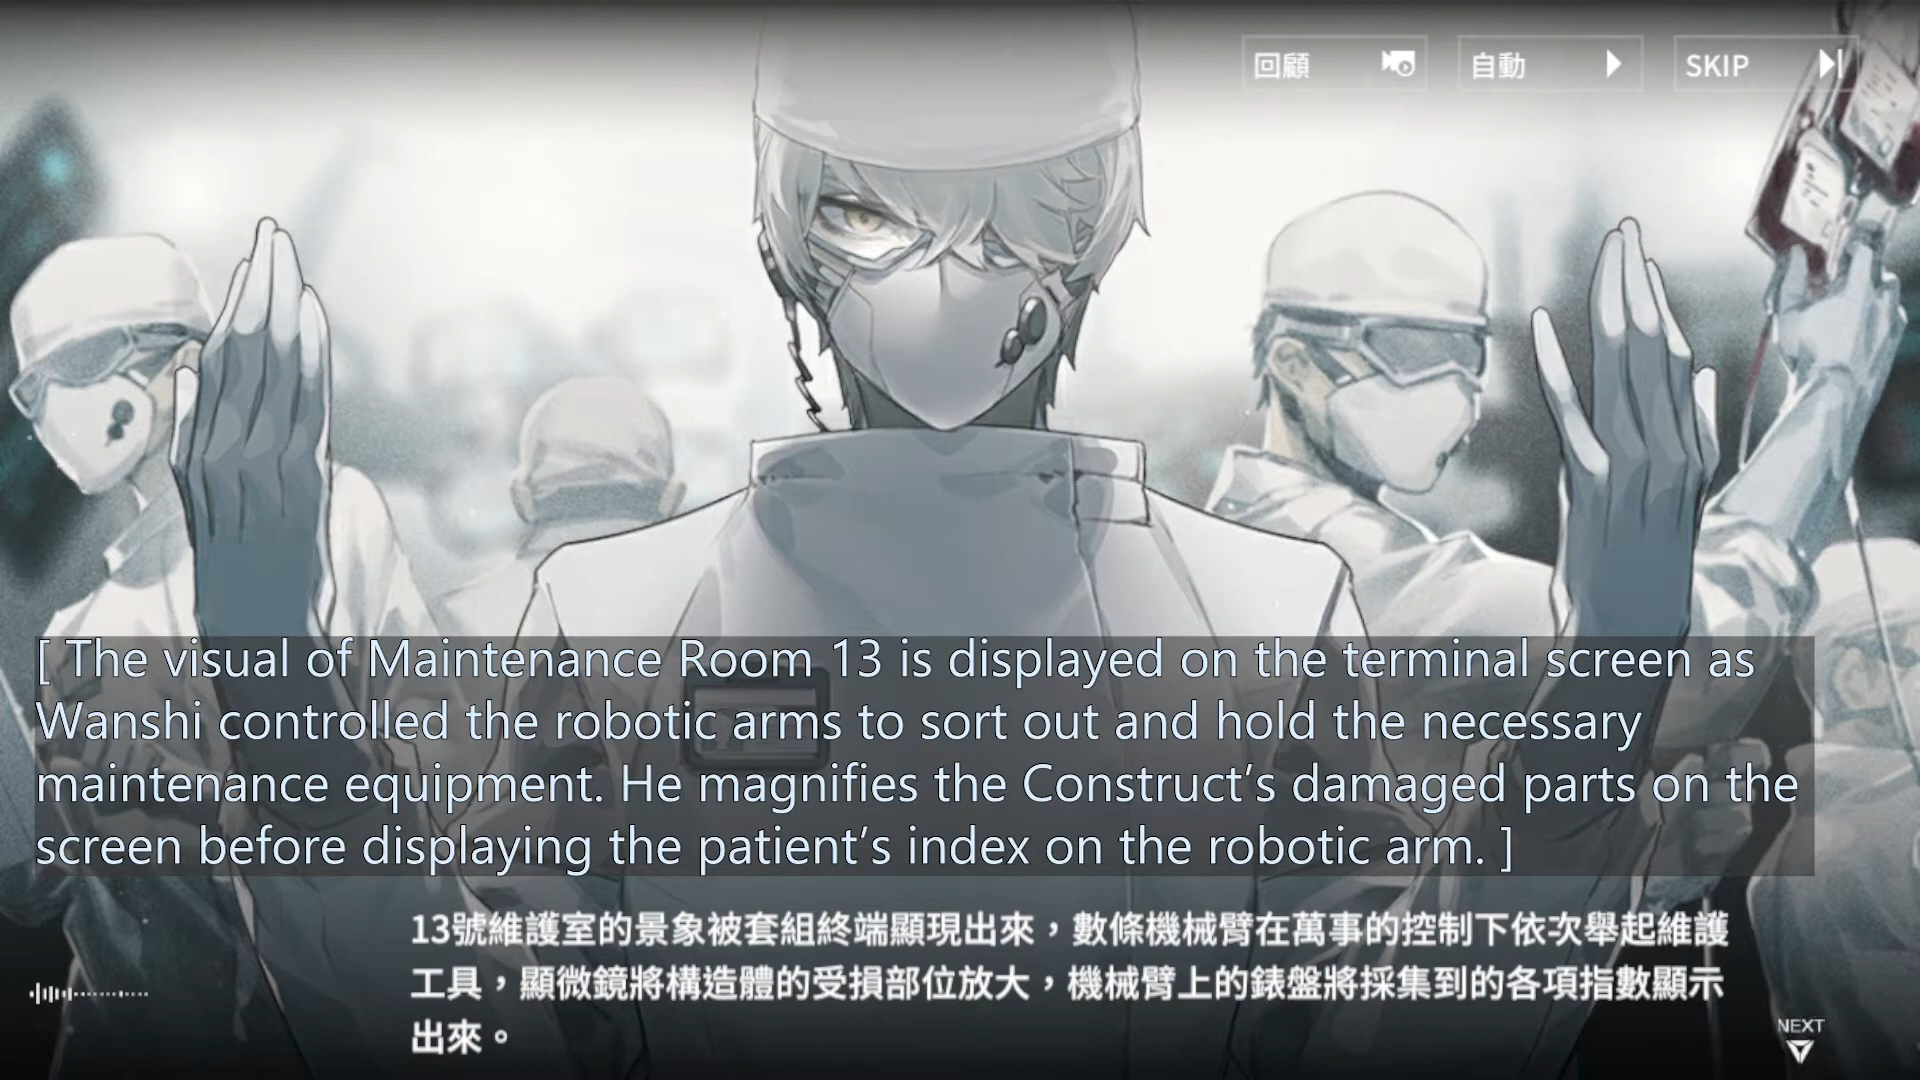 回顧
自動
SKIP
[ The visual of Maintenance Room 13 is displayed on the terminal screen as
Wanshi controlled the robotic arms to sort out and hold the necessary
maintenance equipment. He magnifies the Construct’s damaged parts on the
screen before displaying the patient’s index on the robotic arm. ]
13號維護室的景象被套組終端顯現出來，數條機械臂在萬事的控制下依次舉起維護
工具，顯微鏡將構造體的受損部位放大，機械臂上的錶盤將採集到的各項指數顯示
出來。
NEXT